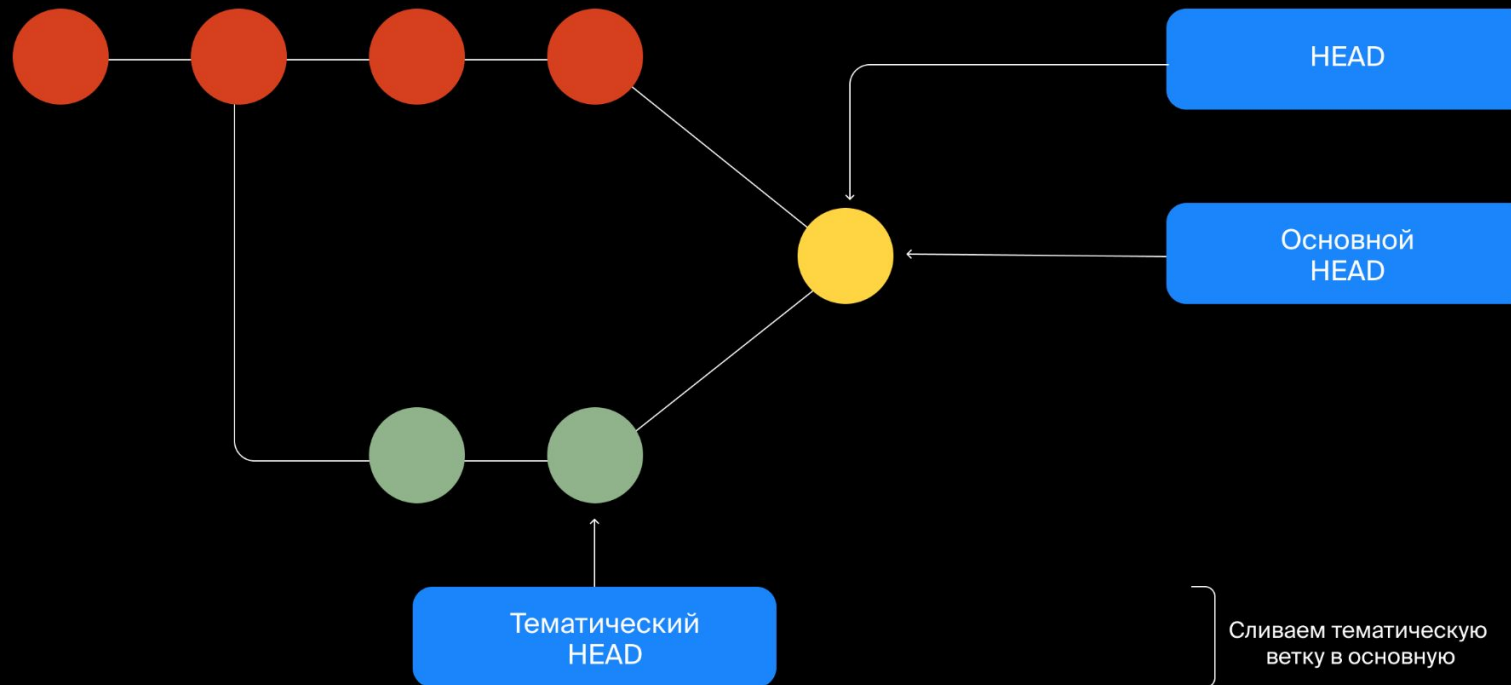 HEAD
Основной
HEAD
Тематический
HEAD
Сливаем тематическую
ветку в основную